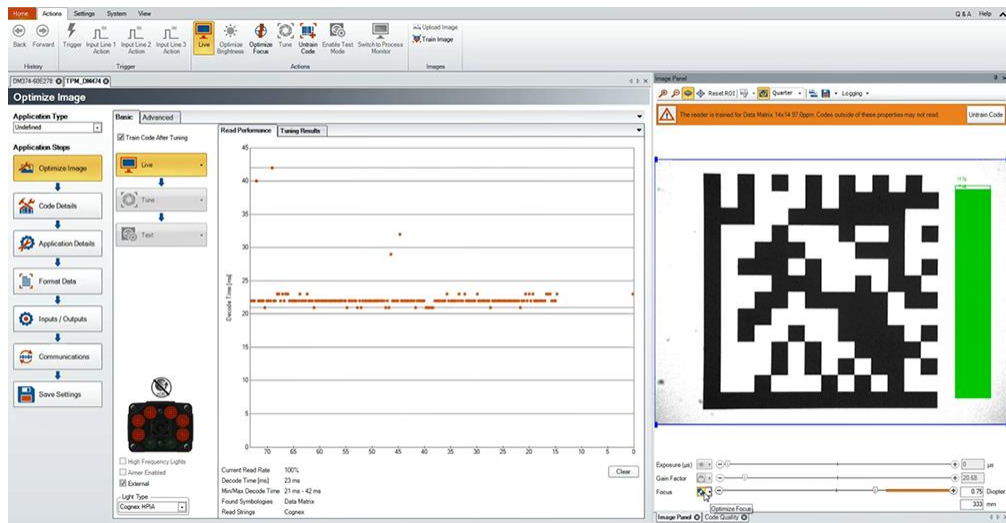 Home Actions Settings System View Q & A Help
Back Forward Trigger Input Line 1 Action Input Line 2 Action Input Line 3 Action Live Optimize Brightness Optimize Focus Tune Untrain Code Enable Test Mode Switch to Process Monitor Upload Image
Train Image
History Trigger Actions Images
DM374-60E278 TPM_DM474 Image Panel
Optimize Image
Reset ROI Quarter Logging
Application Type
Undefined
Basic Advanced
The reader is trained for Data Matrix 14x14 97.0ppm. Codes outside of these properties may not read. Untrain Code
Train Code After Tuning
Read Performance Tuning Results
Application Steps
Optimize Image
Code Details
Application Details
Format Data
Inputs / Outputs
Communications
Save Settings
Live
Tune
Test
High Frequency Lights
Aimer Enabled
External
Light Type
Cognex HPIA
45
40
35
30
25
20
15
10
5
0
Decode Time [ms]
70 65 60 55 50 45 40 35 30 25 20 15 10 5 0
Current Read Rate 100%
Decode Time [ms] 23 ms
Min/Max Decode Time 21 ms - 42 ms
Found Symbologies Data Matrix
Read Strings Cognex
Clear
Exposure (µs) 0 µs
Gain Factor 20.68
Focus 0.75 Diopter
333 mm
Optimize Focus
Image Panel Code Quality